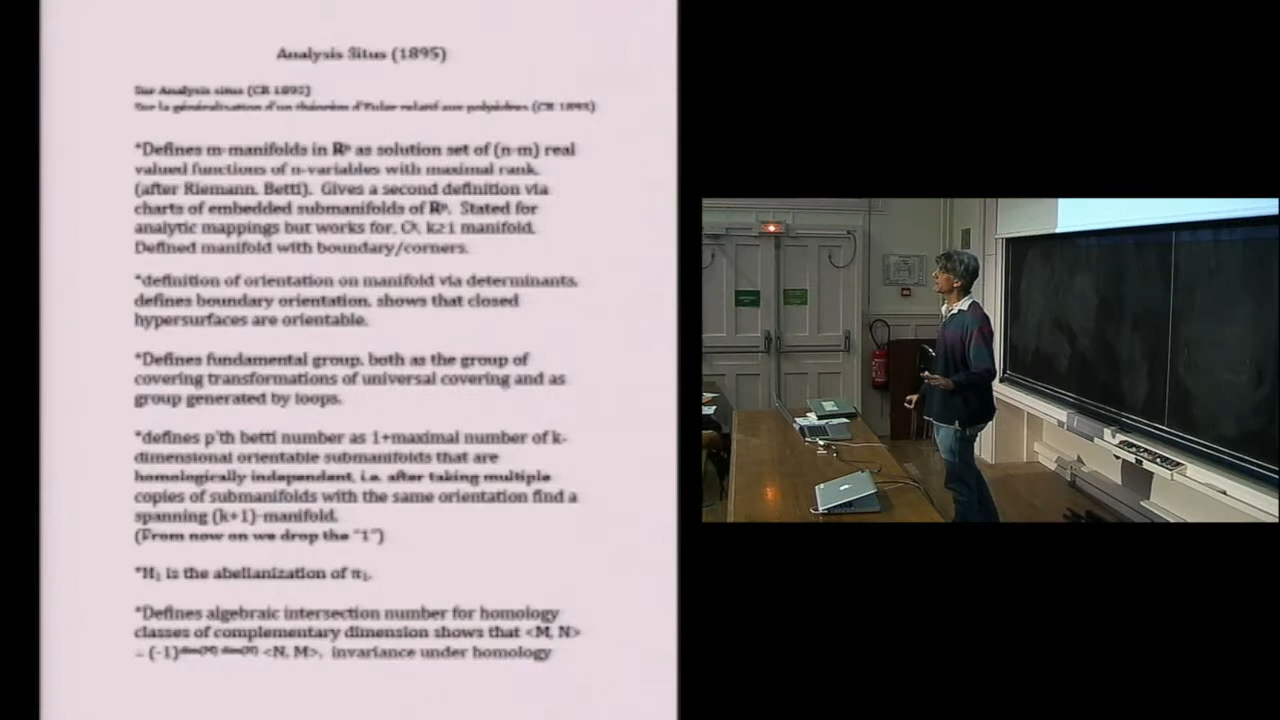 Analysis Situs (1895)
Sur Analysis situs (CR 1892)
Sur la généralisation d'un théorème d'Euler relatif aux polyèdres (CR 1893)
*Defines m-manifolds in Rⁿ as solution set of (n-m) real
valued functions of n-variables with maximal rank.
(after Riemann, Betti). Gives a second definition via
charts of embedded submanifolds of Rⁿ. Stated for
analytic mappings but works for, Cᵏ, k≥1 manifold.
Defined manifold with boundary/corners.
*definition of orientation on manifold via determinants,
defines boundary orientation, shows that closed
hypersurfaces are orientable.
*Defines fundamental group, both as the group of
covering transformations of universal covering and as
group generated by loops.
*defines p'th betti number as 1+maximal number of k-
dimensional orientable submanifolds that are
homologically independent, i.e. after taking multiple
copies of submanifolds with the same orientation find a
spanning (k+1)-manifold.
(From now on we drop the "1")
*H₁ is the abelianization of π₁.
*Defines algebraic intersection number for homology
classes of complementary dimension shows that <M, N>
= (-1)^dim(M) dim(N) <N, M>, invariance under homology